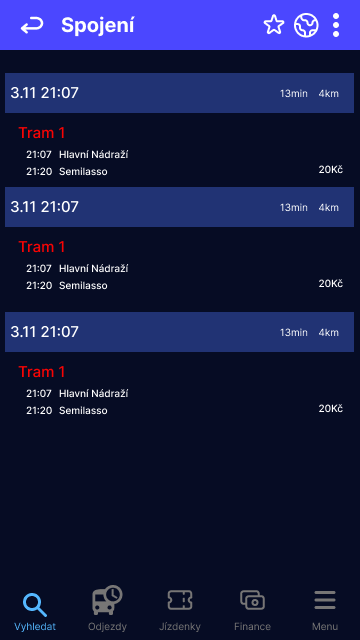 Spojení
3.11 21:07 13min 4km
Tram 1
21:07 Hlavní Nádraží
21:20 Semilasso 20Kč
3.11 21:07 13min 4km
Tram 1
21:07 Hlavní Nádraží
21:20 Semilasso 20Kč
3.11 21:07 13min 4km
Tram 1
21:07 Hlavní Nádraží
21:20 Semilasso 20Kč
Vyhledat Odjezdy Jízdenky Finance Menu